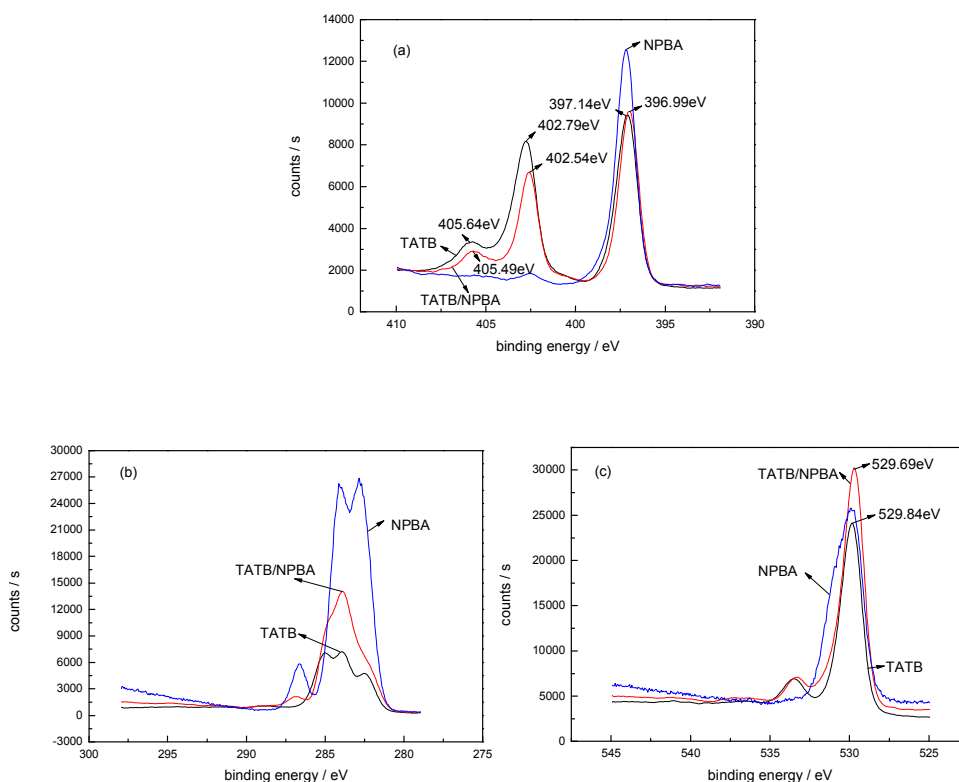 (a)
NPBA
397.14eV
396.99eV
402.79eV
402.54eV
405.64eV
TATB
405.49eV
TATB/NPBA
14000
12000
10000
8000
6000
4000
2000
0
counts / s
410
405
400
395
390
binding energy / eV
(b)
NPBA
TATB/NPBA
TATB
30000
27000
24000
21000
18000
15000
12000
9000
6000
3000
0
-3000
counts / s
300
295
290
285
280
275
binding energy / eV
(c)
529.69eV
TATB/NPBA
529.84eV
NPBA
TATB
30000
25000
20000
15000
10000
5000
0
counts / s
545
540
535
530
525
binding energy / eV